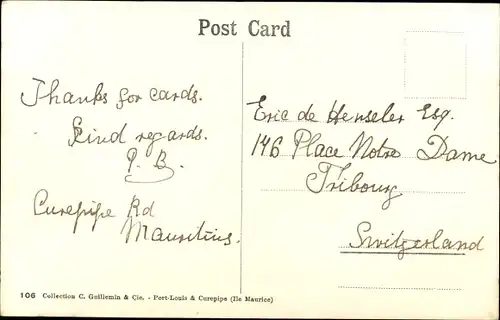 Post Card
Thanks for cards.
Kind regards.
P. B.
Curepipe Rd
Mauritius.
Eric de Henseler Esq.
146 Place Notre Dame
Fribourg
Switzerland
106 Collection C. Guillemin & Cie. - Port-Louis & Curepipe (Ile Maurice)